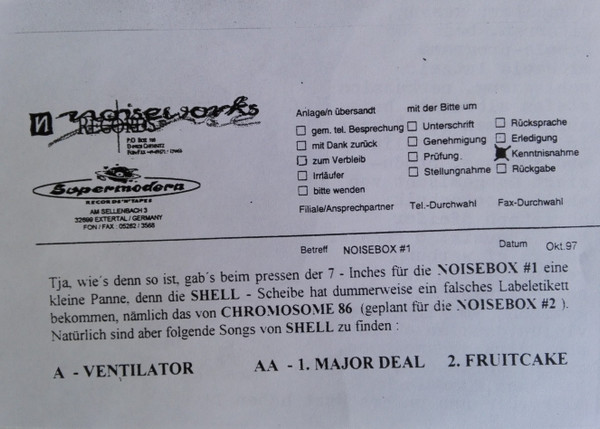 noiseworks
RECORDS
Supermodern
RECORDS'N'TAPES
AM SELLENBACH 3
32699 EXTERTAL / GERMANY
FON / FAX : 05262 / 3568
Anlage/n übersandt
gem. tel. Besprechung
mit Dank zurück
zum Verbleib
Irrläufer
bitte wenden
mit der Bitte um
Unterschrift
Genehmigung
Prüfung
Stellungnahme
Rücksprache
Erledigung
Kenntnisnahme
Rückgabe
Filiale/Ansprechpartner Tel.-Durchwahl Fax-Durchwahl
Betreff NOISEBOX #1 Datum Okt.97
Tja, wie's denn so ist, gab's beim pressen der 7 - Inches für die NOISEBOX #1 eine
kleine Panne, denn die SHELL - Scheibe hat dummerweise ein falsches Labeletikett
bekommen, nämlich das von CHROMOSOME 86 (geplant für die NOISEBOX #2 ).
Natürlich sind aber folgende Songs von SHELL zu finden :
A - VENTILATOR AA - 1. MAJOR DEAL 2. FRUITCAKE